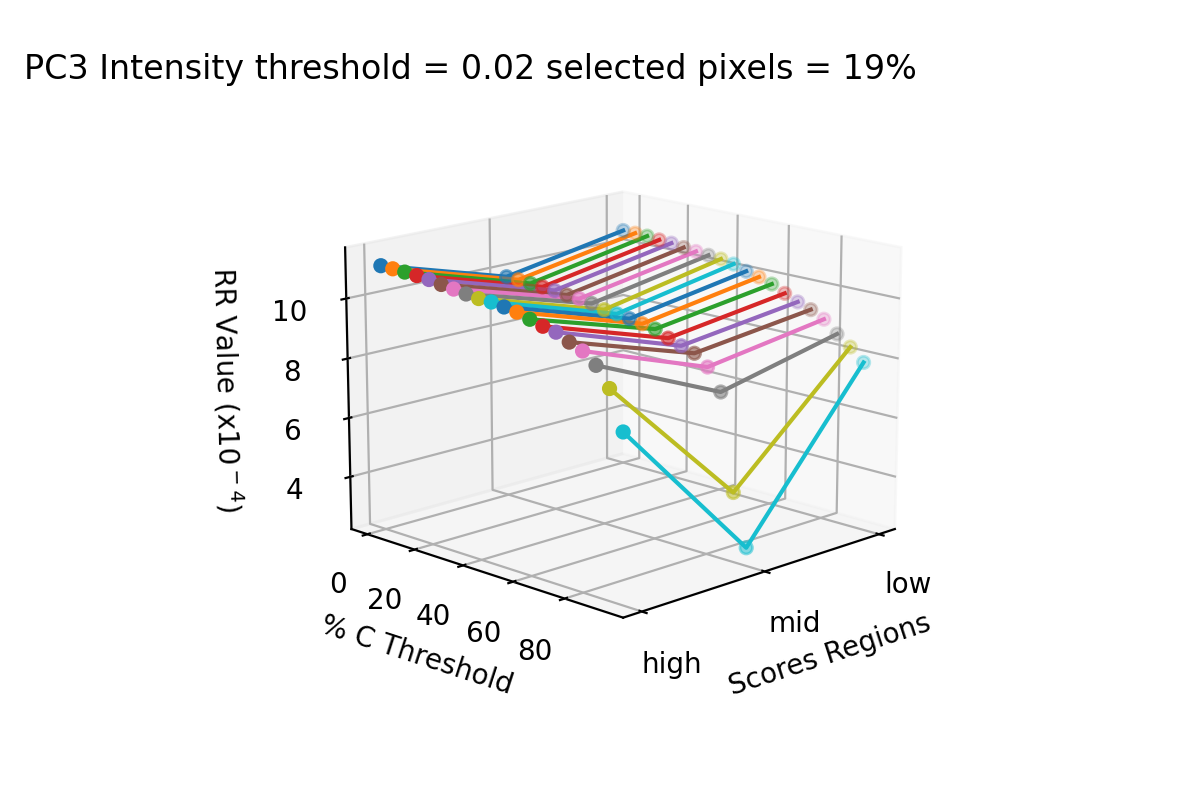 PC3 Intensity threshold = 0.02 selected pixels = 19%
RR Value (x10⁻⁴)
10
8
6
4
0
20
40
60
80
% C Threshold
high
mid
low
Scores Regions